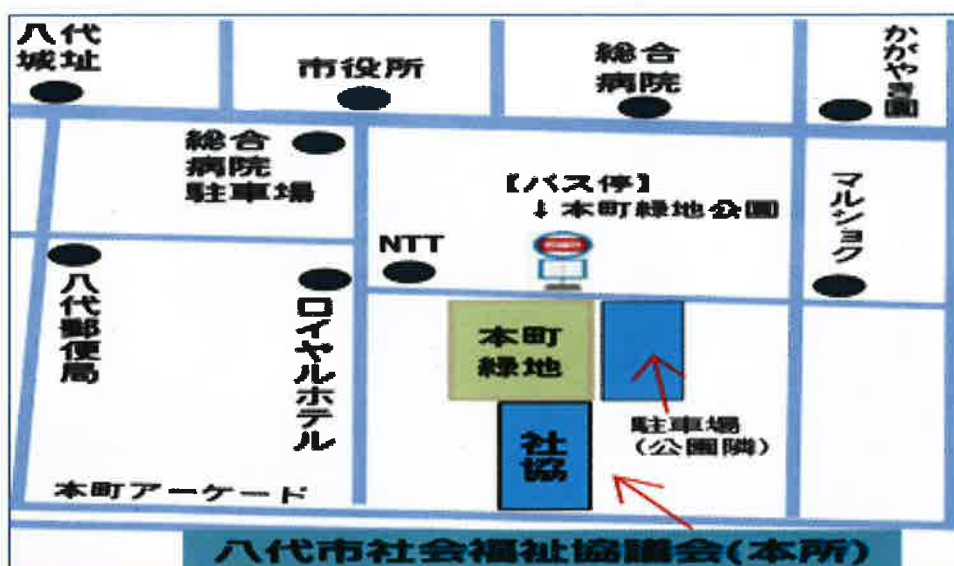 八代
城址
市役所
総合
病院
かがやき園
総合
病院
駐車場
【バス停】
↓本町緑地公園
マルショク
NTT
八代郵便局
ロイヤルホテル
本町
緑地
駐車場
(公園隣)
社
協
本町アーケード
八代市社会福祉協議会(本所)